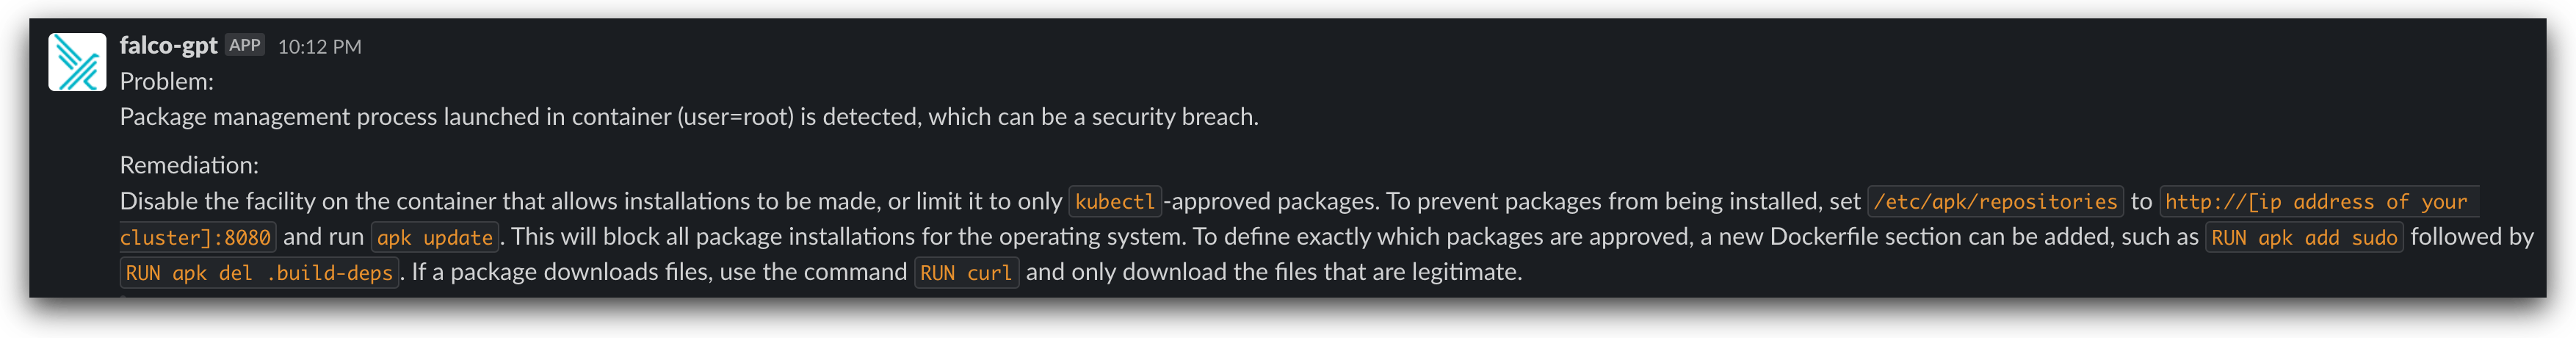 falco-gpt APP 10:12 PM
Problem:
Package management process launched in container (user=root) is detected, which can be a security breach.
Remediation:
Disable the facility on the container that allows installations to be made, or limit it to only kubectl-approved packages. To prevent packages from being installed, set /etc/apk/repositories to http://[ip address of your
cluster]:8080 and run apk update. This will block all package installations for the operating system. To define exactly which packages are approved, a new Dockerfile section can be added, such as RUN apk add sudo followed by
RUN apk del .build-deps. If a package downloads files, use the command RUN curl and only download the files that are legitimate.